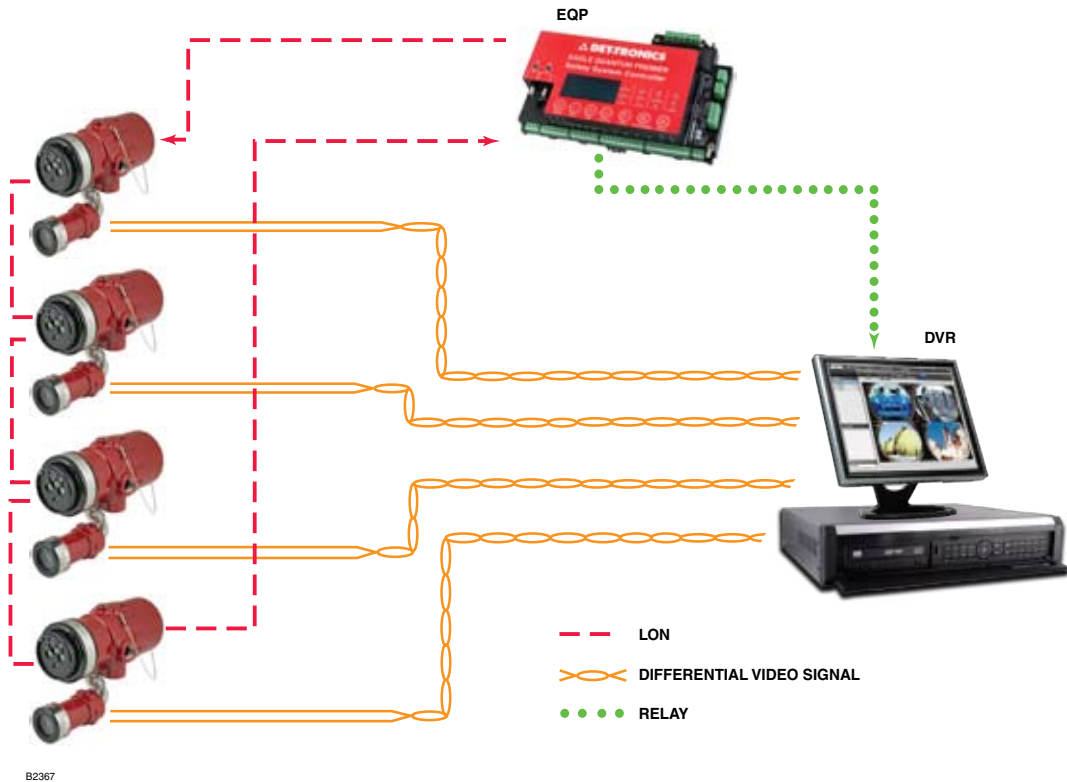 EQP
DET-TRONICS
EAGLE QUANTUM PREMIER
Safety System Controller
DVR
LON
DIFFERENTIAL VIDEO SIGNAL
RELAY
B2367